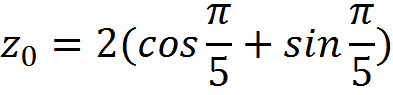 z₀ = 2(cos π/5 + sin π/5)